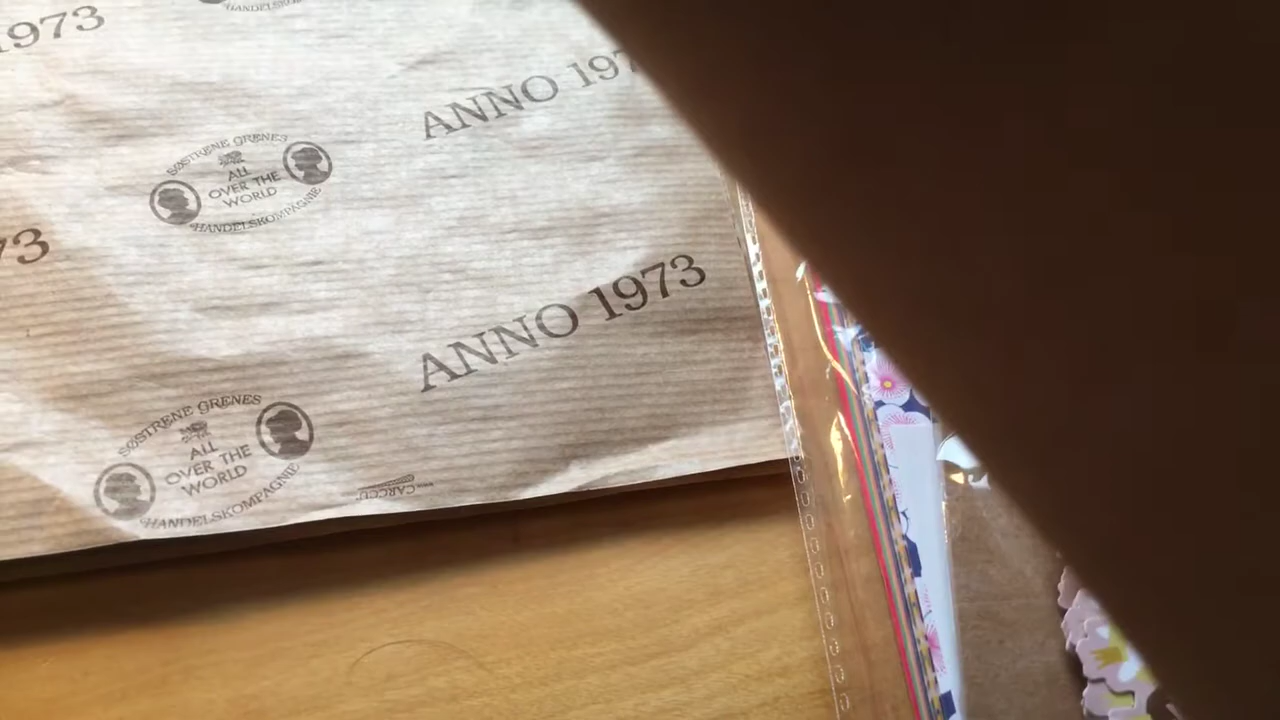 1973
HANDELSKO
ANNO 197
SØSTRENE GRENES
ALL
OVER THE
WORLD
HANDELSKOMPAGNIE
73
ANNO 1973
SØSTRENE GRENES
ALL
OVER THE
WORLD
HANDELSKOMPAGNIE